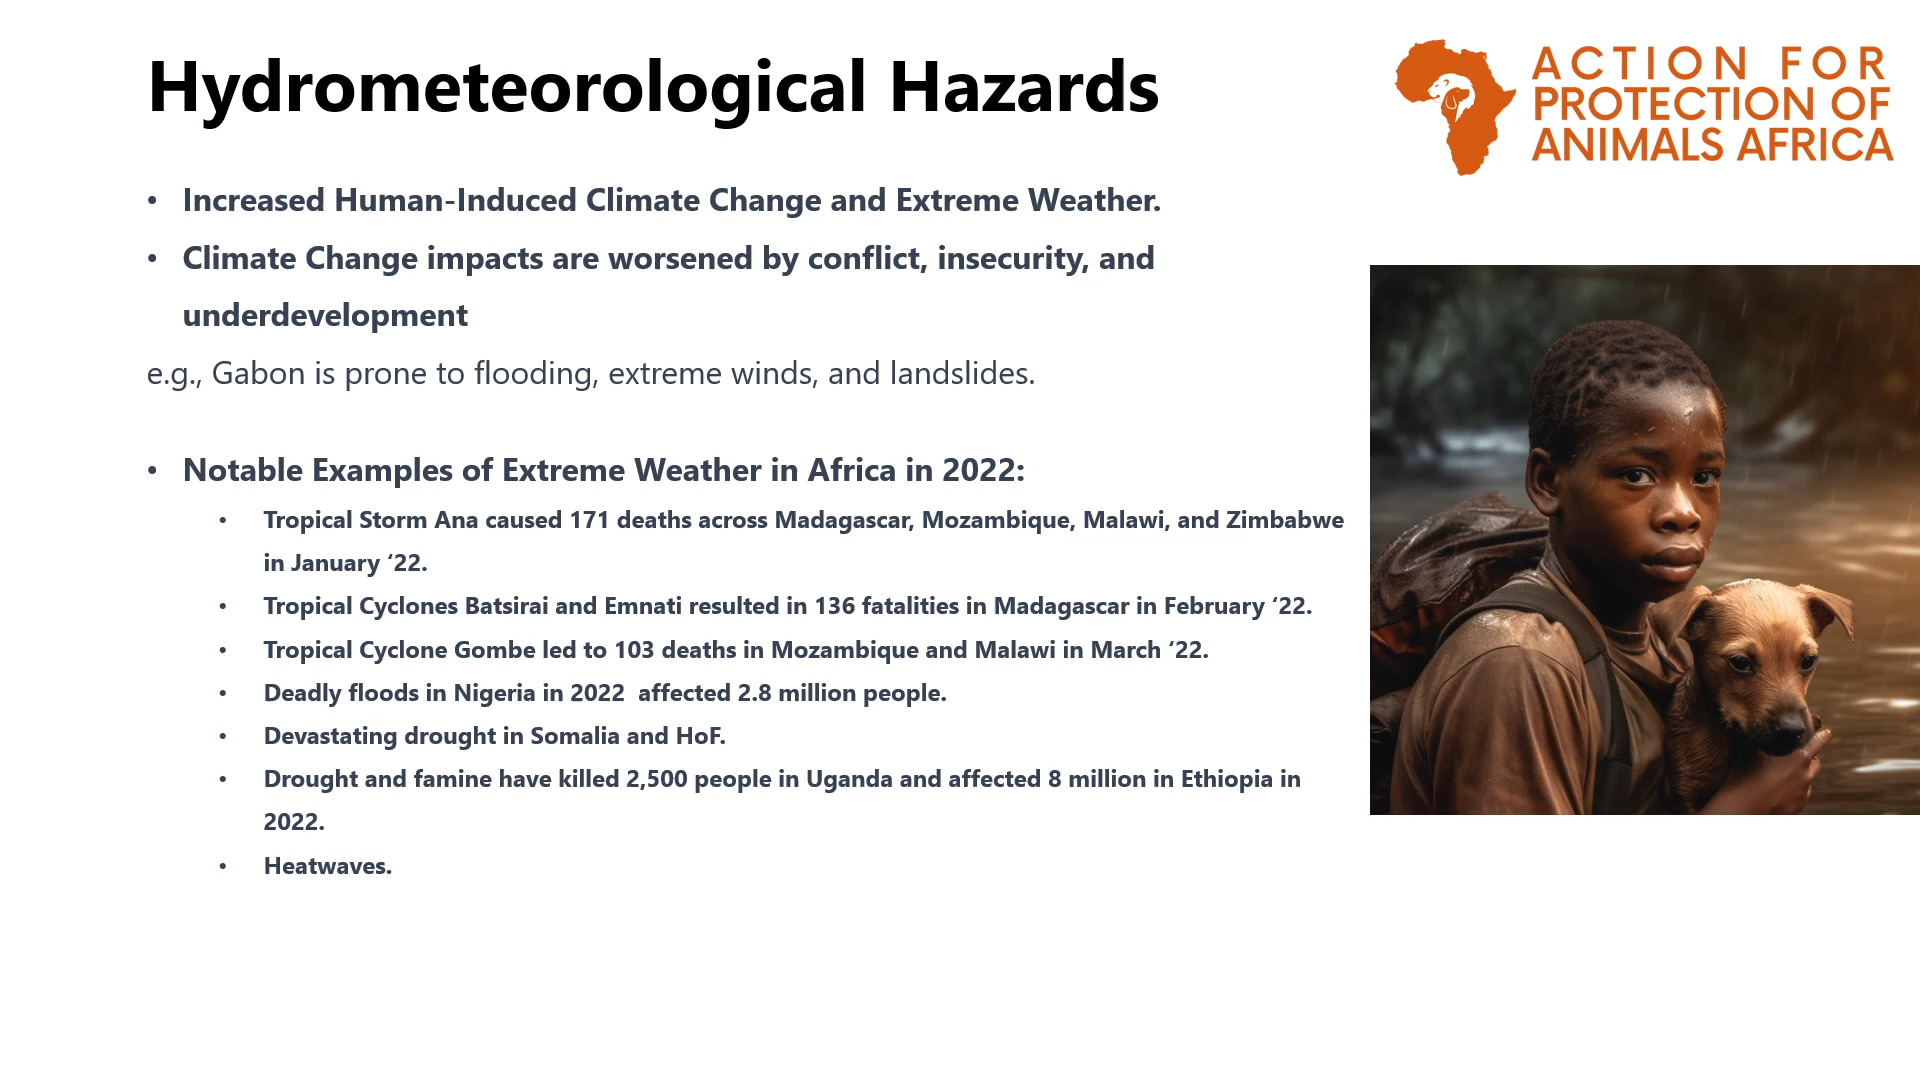 Hydrometeorological Hazards
ACTION FOR
PROTECTION OF
ANIMALS AFRICA
• Increased Human-Induced Climate Change and Extreme Weather.
• Climate Change impacts are worsened by conflict, insecurity, and
underdevelopment
e.g., Gabon is prone to flooding, extreme winds, and landslides.
• Notable Examples of Extreme Weather in Africa in 2022:
• Tropical Storm Ana caused 171 deaths across Madagascar, Mozambique, Malawi, and Zimbabwe
in January ‘22.
• Tropical Cyclones Batsirai and Emnati resulted in 136 fatalities in Madagascar in February ‘22.
• Tropical Cyclone Gombe led to 103 deaths in Mozambique and Malawi in March ‘22.
• Deadly floods in Nigeria in 2022  affected 2.8 million people.
• Devastating drought in Somalia and HoF.
• Drought and famine have killed 2,500 people in Uganda and affected 8 million in Ethiopia in
2022.
• Heatwaves.